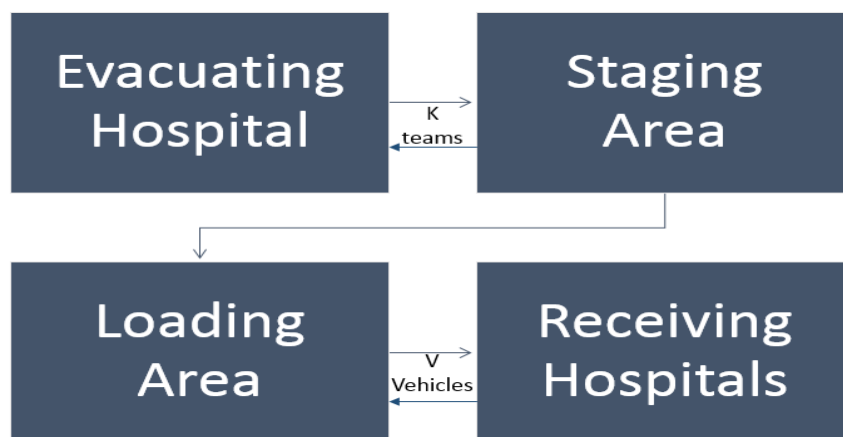 Evacuating
Hospital
K
teams
Staging
Area
Loading
Area
V
Vehicles
Receiving
Hospitals